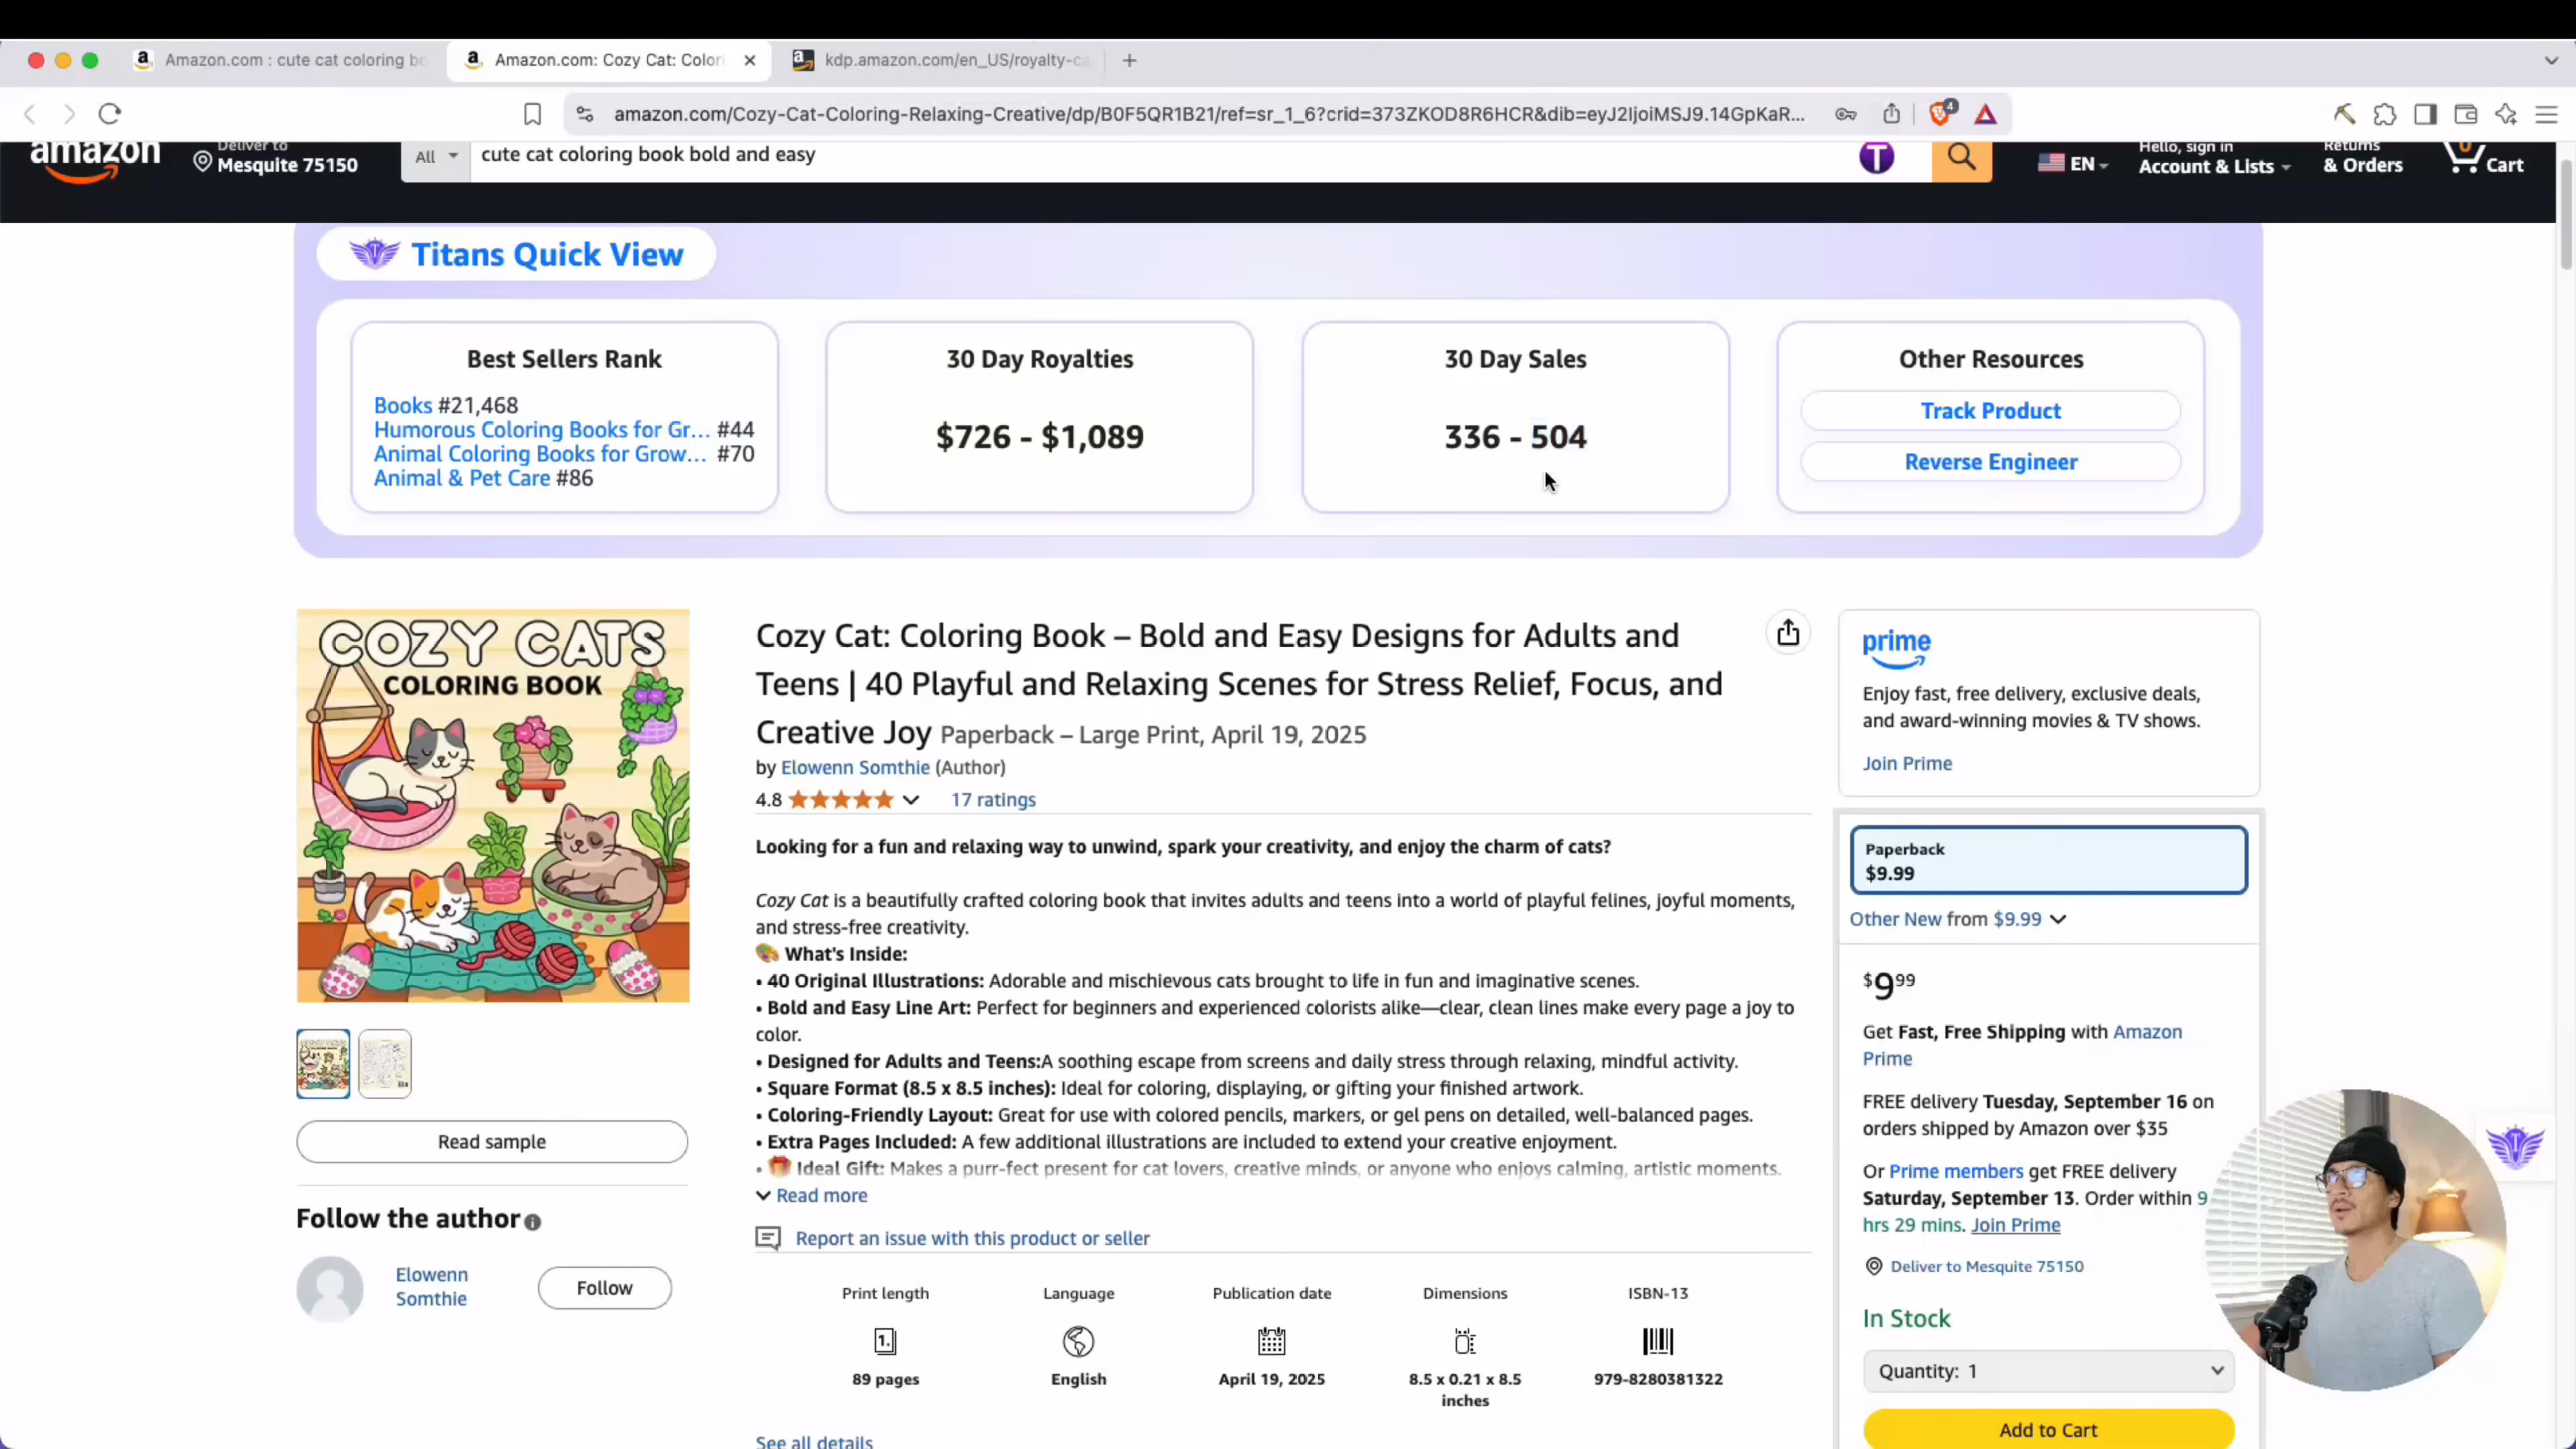 Amazon.com : cute cat coloring bo
Amazon.com: Cozy Cat: Colori
kdp.amazon.com/en_US/royalty-ca
amazon.com/Cozy-Cat-Coloring-Relaxing-Creative/dp/B0F5QR1B21/ref=sr_1_6?crid=373ZKOD8R6HCR&dib=eyJ2IjoiMSJ9.14GpKaR...
4
amazon
Deliver to
Mesquite 75150
All
cute cat coloring book bold and easy
T
EN
Hello, sign in
Account & Lists
Returns
& Orders
0
Cart
Titans Quick View
Best Sellers Rank
Books #21,468
Humorous Coloring Books for Gr... #44
Animal Coloring Books for Grow... #70
Animal & Pet Care #86
30 Day Royalties
$726 - $1,089
30 Day Sales
336 - 504
Other Resources
Track Product
Reverse Engineer
COZY CATS
COLORING BOOK
Read sample
Follow the author
Elowenn
Somthie
Follow
Cozy Cat: Coloring Book – Bold and Easy Designs for Adults and
Teens | 40 Playful and Relaxing Scenes for Stress Relief, Focus, and
Creative Joy Paperback – Large Print, April 19, 2025
by Elowenn Somthie (Author)
4.8 17 ratings
Looking for a fun and relaxing way to unwind, spark your creativity, and enjoy the charm of cats?
Cozy Cat is a beautifully crafted coloring book that invites adults and teens into a world of playful felines, joyful moments,
and stress-free creativity.
🎨 What's Inside:
• 40 Original Illustrations: Adorable and mischievous cats brought to life in fun and imaginative scenes.
• Bold and Easy Line Art: Perfect for beginners and experienced colorists alike—clear, clean lines make every page a joy to
color.
• Designed for Adults and Teens:A soothing escape from screens and daily stress through relaxing, mindful activity.
• Square Format (8.5 x 8.5 inches): Ideal for coloring, displaying, or gifting your finished artwork.
• Coloring-Friendly Layout: Great for use with colored pencils, markers, or gel pens on detailed, well-balanced pages.
• Extra Pages Included: A few additional illustrations are included to extend your creative enjoyment.
• 🎁 Ideal Gift: Makes a purr-fect present for cat lovers, creative minds, or anyone who enjoys calming, artistic moments.
Read more
Report an issue with this product or seller
Print length
1.
89 pages
Language
English
Publication date
April 19, 2025
Dimensions
8.5 x 0.21 x 8.5
inches
ISBN-13
979-8280381322
See all details
prime
Enjoy fast, free delivery, exclusive deals,
and award-winning movies & TV shows.
Join Prime
Paperback
$9.99
Other New from $9.99
$9 99
Get Fast, Free Shipping with Amazon
Prime
FREE delivery Tuesday, September 16 on
orders shipped by Amazon over $35
Or Prime members get FREE delivery
Saturday, September 13. Order within 9
hrs 29 mins. Join Prime
Deliver to Mesquite 75150
In Stock
Quantity: 1
Add to Cart